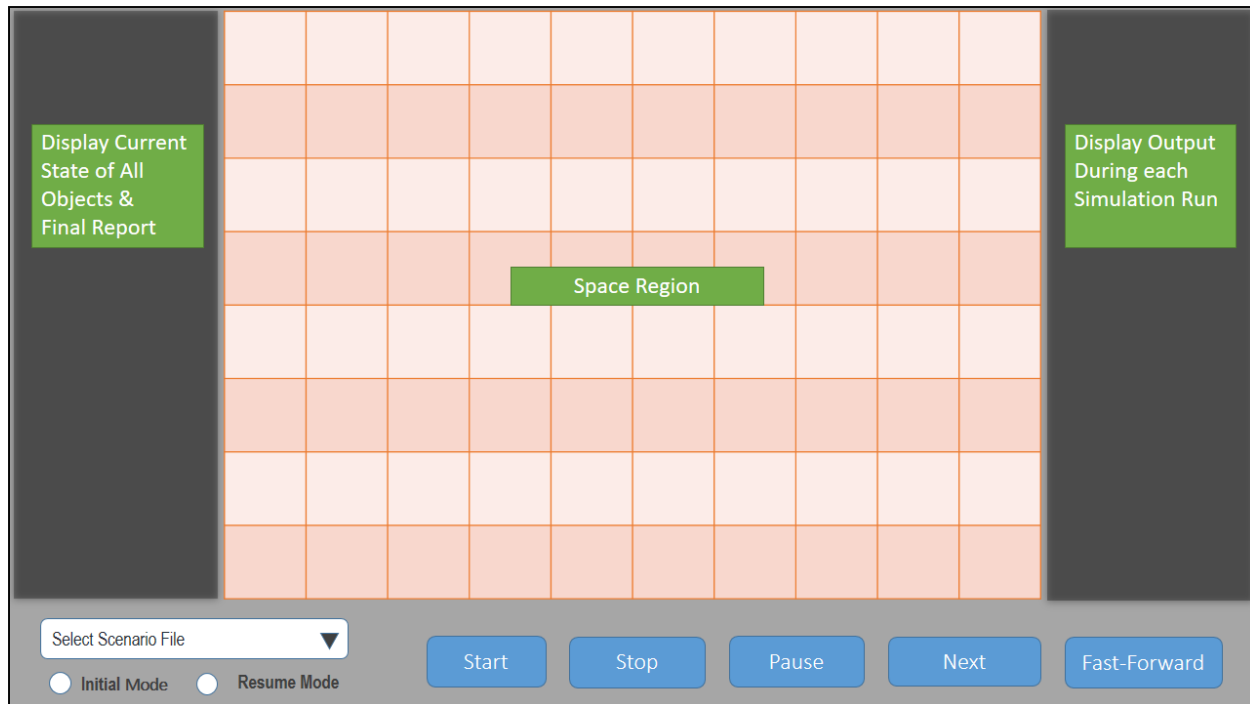 Display Current
State of All
Objects &
Final Report
Space Region
Display Output
During each
Simulation Run
Select Scenario File
Initial Mode
Resume Mode
Start
Stop
Pause
Next
Fast-Forward